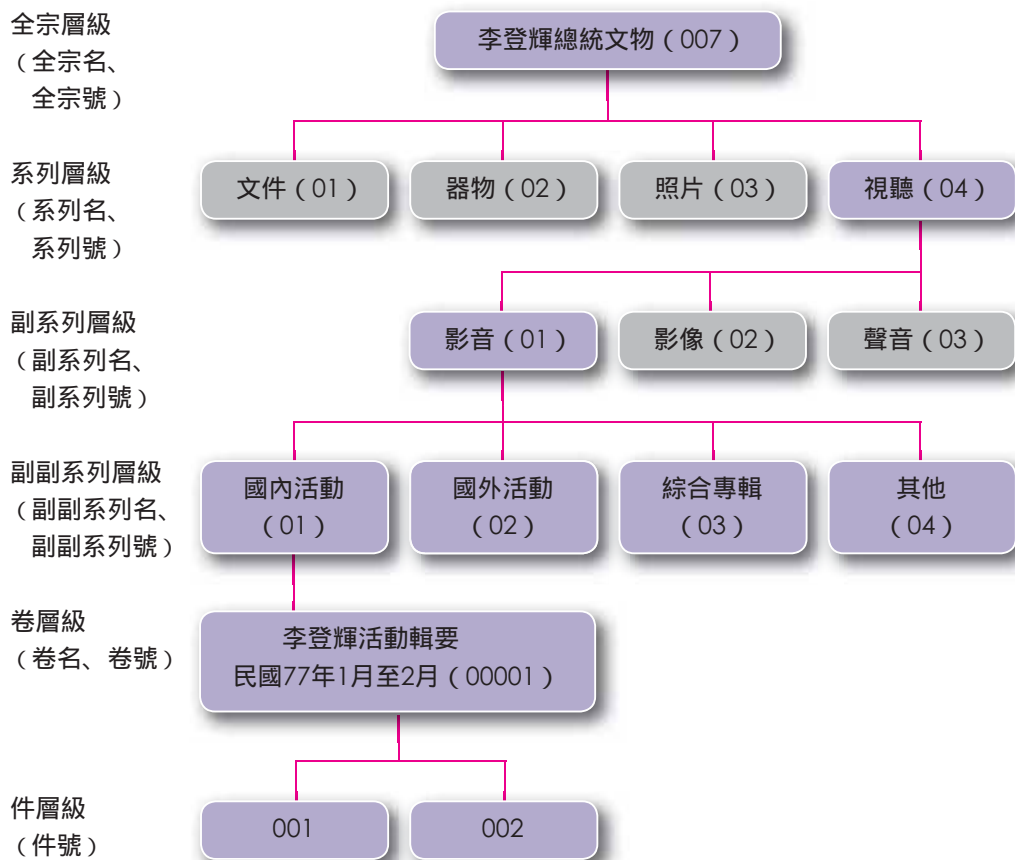 全宗層級
（全宗名、
全宗號）
李登輝總統文物（007）
系列層級
（系列名、
系列號）
文件（01）
器物（02）
照片（03）
視聽（04）
副系列層級
（副系列名、
副系列號）
影音（01）
影像（02）
聲音（03）
副副系列層級
（副副系列名、
副副系列號）
國內活動
（01）
國外活動
（02）
綜合專輯
（03）
其他
（04）
卷層級
（卷名、卷號）
李登輝活動輯要
民國77年1月至2月（00001）
件層級
（件號）
001
002